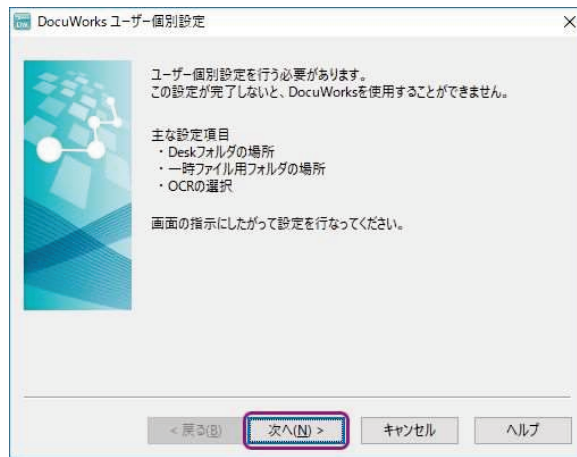 DocuWorks ユーザー個別設定
ユーザー個別設定を行う必要があります。
この設定が完了しないと、DocuWorksを使用することができません。
主な設定項目
・Deskフォルダの場所
・一時ファイル用フォルダの場所
・OCRの選択
画面の指示にしたがって設定を行なってください。
< 戻る(B) 次へ(N) > キャンセル ヘルプ